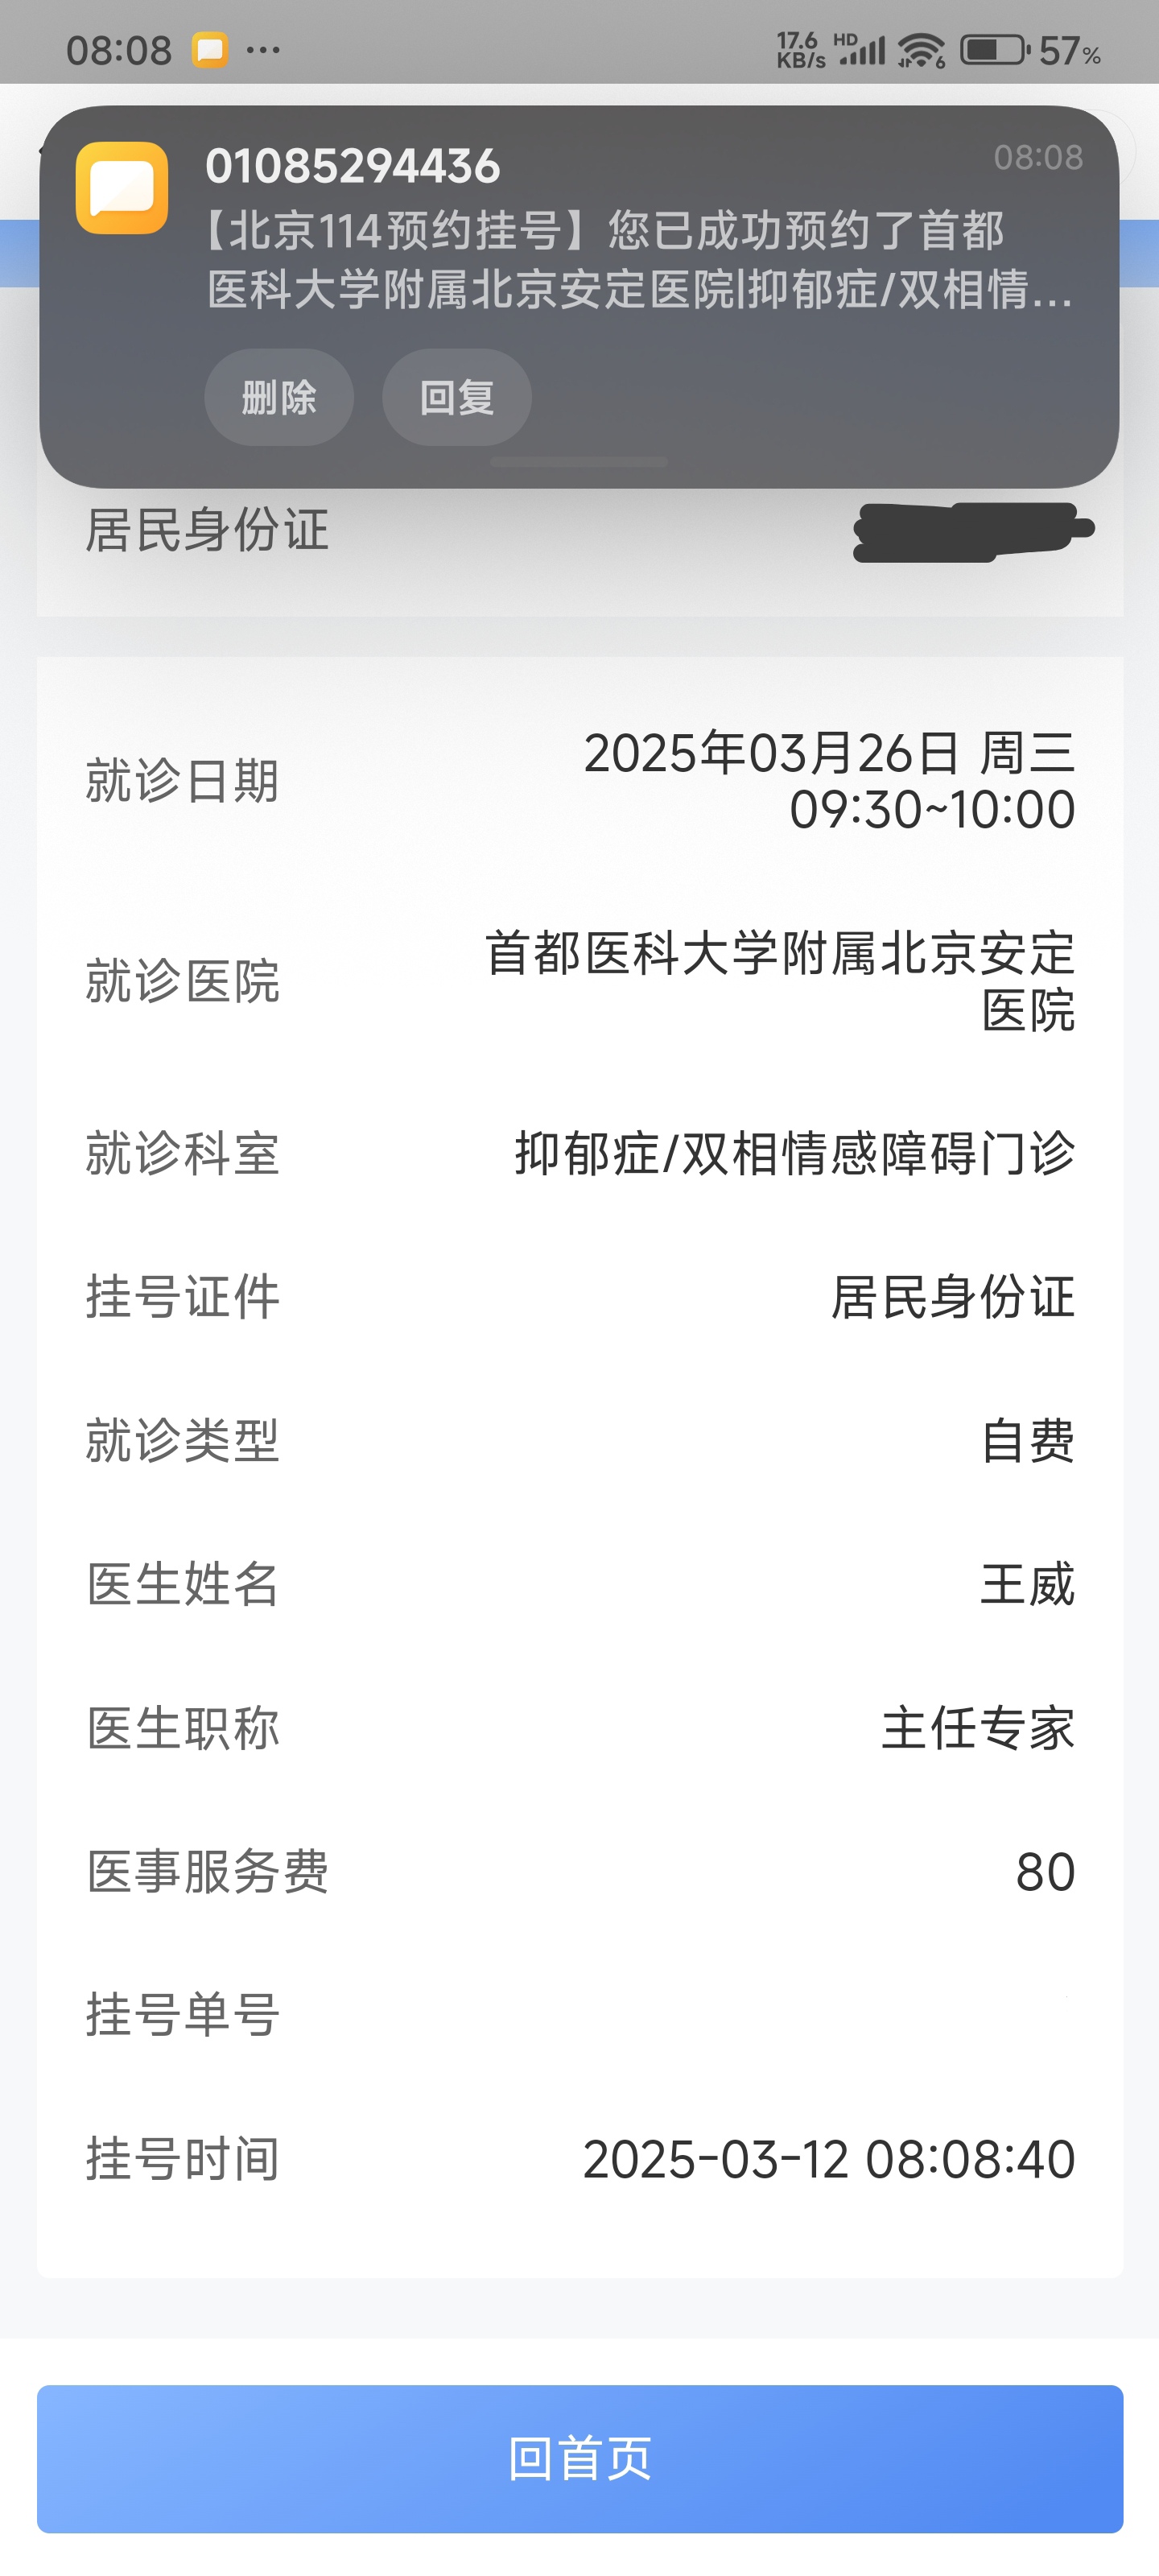 08:08 ...
17.6 KB/s HD 6 57%
01085294436 08:08
【北京114预约挂号】您已成功预约了首都
医科大学附属北京安定医院|抑郁症/双相情...
删除 回复
居民身份证
就诊日期 2025年03月26日 周三
09:30~10:00
就诊医院 首都医科大学附属北京安定
医院
就诊科室 抑郁症/双相情感障碍门诊
挂号证件 居民身份证
就诊类型 自费
医生姓名 王威
医生职称 主任专家
医事服务费 80
挂号单号
挂号时间 2025-03-12 08:08:40
回首页